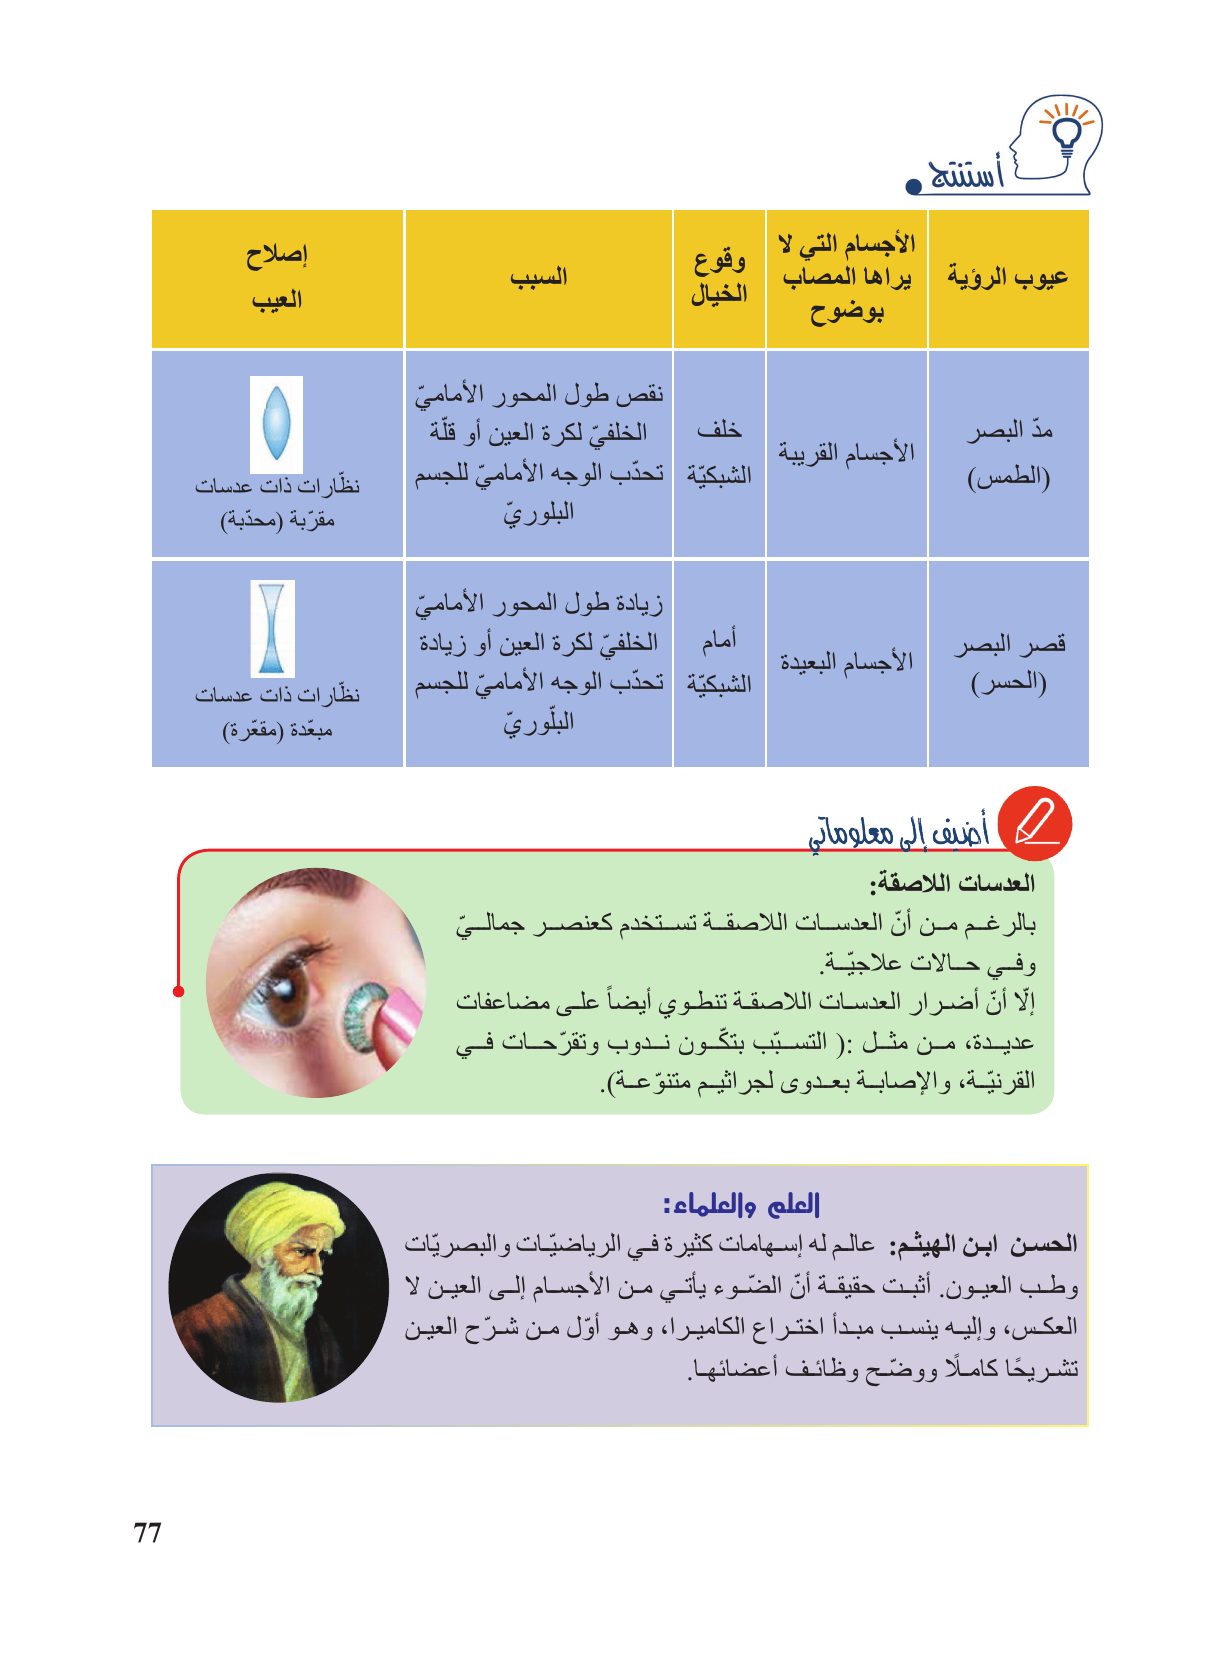 أستنتج
عيوب الرؤية
الأجسام التي لا
يراها المصاب
بوضوح
وقوع
الخيال
السبب
إصلاح
العيب
مدّ البصر
(الطمس)
الأجسام القريبة
خلف
الشبكيّة
نقص طول المحور الأماميّ
الخلفيّ لكرة العين أو قلّة
تحدّب الوجه الأماميّ للجسم
البلوريّ
نظّارات ذات عدسات
مقرّبة (محدّبة)
قصر البصر
(الحسر)
الأجسام البعيدة
أمام
الشبكيّة
زيادة طول المحور الأماميّ
الخلفيّ لكرة العين أو زيادة
تحدّب الوجه الأماميّ للجسم
البلّوريّ
نظّارات ذات عدسات
مبعّدة (مقعّرة)
أضيف إلى معلوماتي
العدسات اللاصقة:
بالرغم من أنّ العدسات اللاصقة تستخدم كعنصر جماليّ
وفي حالات علاجيّة.
إلّا أنّ أضرار العدسات اللاصقة تنطوي أيضاً على مضاعفات
عديدة، من مثل :( التسبّب بتكّون ندوب وتقرّحات في
القرنيّة، والإصابة بعدوى لجراثيم متنوّعة).
العلم والعلماء:
الحسن ابن الهيثم: عالم له إسهامات كثيرة في الرياضيّات والبصريّات
وطب العيون. أثبت حقيقة أنّ الضّوء يأتي من الأجسام إلى العين لا
العكس، وإليه ينسب مبدأ اختراع الكاميرا، وهو أوّل من شرّح العين
تشريحًا كاملًا ووضّح وظائف أعضائها.
77